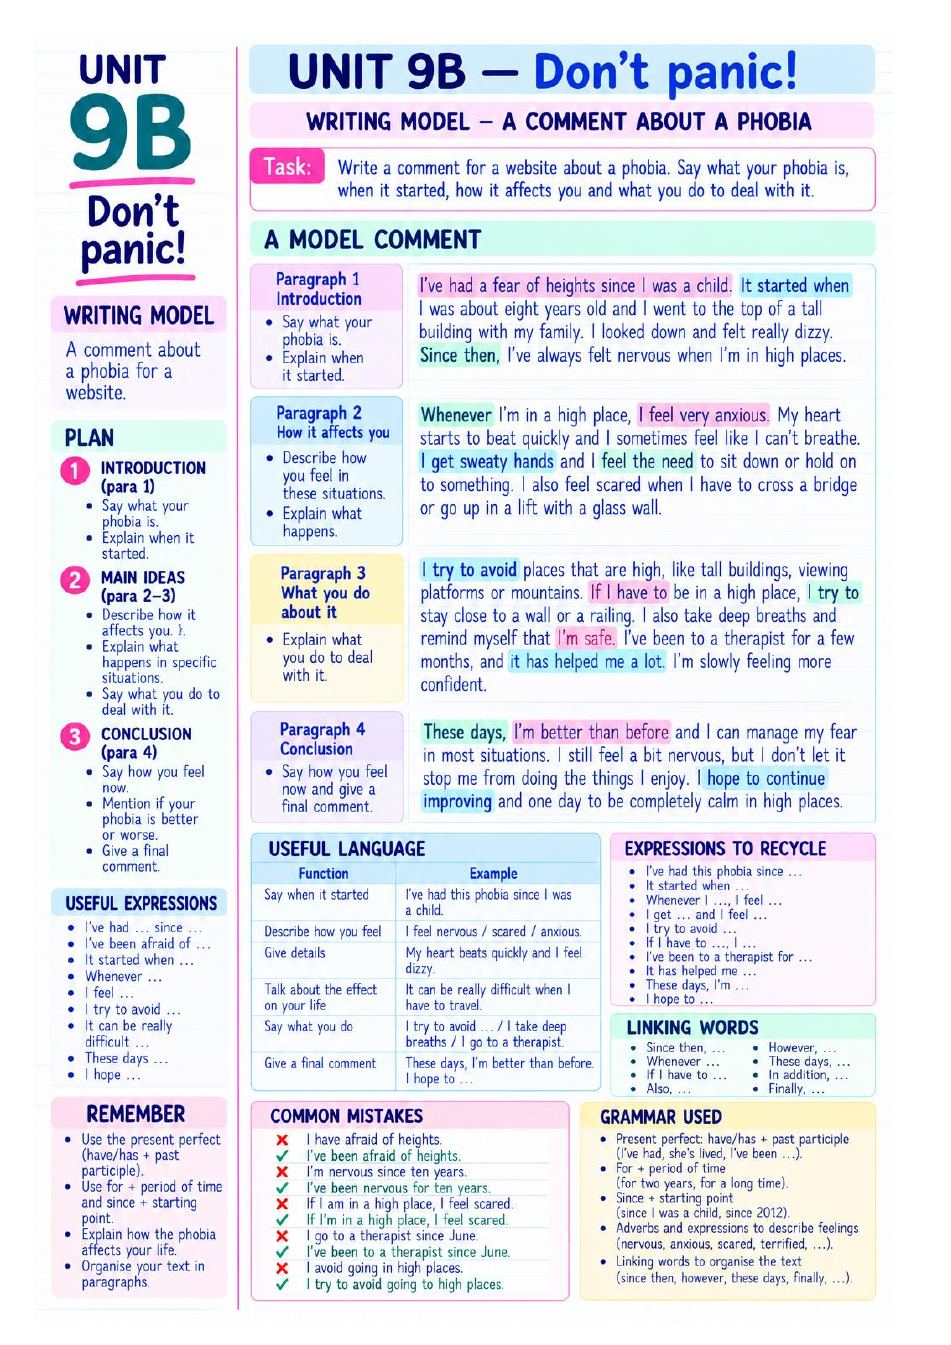 UNIT
9B
Don't
panic!
WRITING MODEL
A comment about
a phobia for a
website.
PLAN
1
INTRODUCTION
(para 1)
• Say what your
phobia is.
• Explain when it
started.
2
MAIN IDEAS
(para 2–3)
• Describe how it
affects you.
• Explain what
happens in specific
situations.
• Say what you do to
deal with it.
3
CONCLUSION
(para 4)
• Say how you feel
now.
• Mention if your
phobia is better
or worse.
• Give a final
comment.
USEFUL EXPRESSIONS
• I've had … since …
• I've been afraid of …
• It started when …
• Whenever …
• I feel …
• I try to avoid …
• It can be really
difficult …
• These days …
• I hope …
REMEMBER
• Use the present perfect
(have/has + past
participle).
• Use for + period of time
and since + starting
point.
• Explain how the phobia
affects your life.
• Organise your text in
paragraphs.
UNIT 9B — Don't panic!
WRITING MODEL – A COMMENT ABOUT A PHOBIA
Task:
Write a comment for a website about a phobia. Say what your phobia is,
when it started, how it affects you and what you do to deal with it.
A MODEL COMMENT
Paragraph 1
Introduction
• Say what your
phobia is.
• Explain when
it started.
I've had a fear of heights since I was a child. It started when
I was about eight years old and I went to the top of a tall
building with my family. I looked down and felt really dizzy.
Since then, I've always felt nervous when I'm in high places.
Paragraph 2
How it affects you
• Describe how
you feel in
these situations.
• Explain what
happens.
Whenever I'm in a high place, I feel very anxious. My heart
starts to beat quickly and I sometimes feel like I can't breathe.
I get sweaty hands and I feel the need to sit down or hold on
to something. I also feel scared when I have to cross a bridge
or go up in a lift with a glass wall.
Paragraph 3
What you do
about it
• Explain what
you do to deal
with it.
I try to avoid places that are high, like tall buildings, viewing
platforms or mountains. If I have to be in a high place, I try to
stay close to a wall or a railing. I also take deep breaths and
remind myself that I'm safe. I've been to a therapist for a few
months, and it has helped me a lot. I'm slowly feeling more
confident.
Paragraph 4
Conclusion
• Say how you feel
now and give a
final comment.
These days, I'm better than before and I can manage my fear
in most situations. I still feel a bit nervous, but I don't let it
stop me from doing the things I enjoy. I hope to continue
improving and one day to be completely calm in high places.
USEFUL LANGUAGE
Function Example
Say when it started I've had this phobia since I was
a child.
Describe how you feel I feel nervous / scared / anxious.
Give details My heart beats quickly and I feel
dizzy.
Talk about the effect It can be really difficult when I
on your life have to travel.
Say what you do I try to avoid … / I take deep
breaths / I go to a therapist.
Give a final comment These days, I'm better than before.
I hope to …
EXPRESSIONS TO RECYCLE
• I've had this phobia since …
• It started when …
• Whenever I …, I feel …
• I get … and I feel …
• I try to avoid …
• If I have to …, I …
• I've been to a therapist for …
• It has helped me …
• These days, I'm …
• I hope to …
LINKING WORDS
• Since then, … • However, …
• Whenever … • These days, …
• If I have to … • In addition, …
• Also, … • Finally, …
COMMON MISTAKES
✗ I have afraid of heights.
✓ I've been afraid of heights.
✗ I'm nervous since ten years.
✓ I've been nervous for ten years.
✗ If I am in a high place, I feel scared.
✓ If I'm in a high place, I feel scared.
✗ I go to a therapist since June.
✓ I've been to a therapist since June.
✗ I avoid going in high places.
✓ I try to avoid going to high places.
GRAMMAR USED
• Present perfect: have/has + past participle
(I've had, she's lived, I've been …).
• For + period of time
(for two years, for a long time).
• Since + starting point
(since I was a child, since 2012).
• Adverbs and expressions to describe feelings
(nervous, anxious, scared, terrified, …).
• Linking words to organise the text
(since then, however, these days, finally, …).